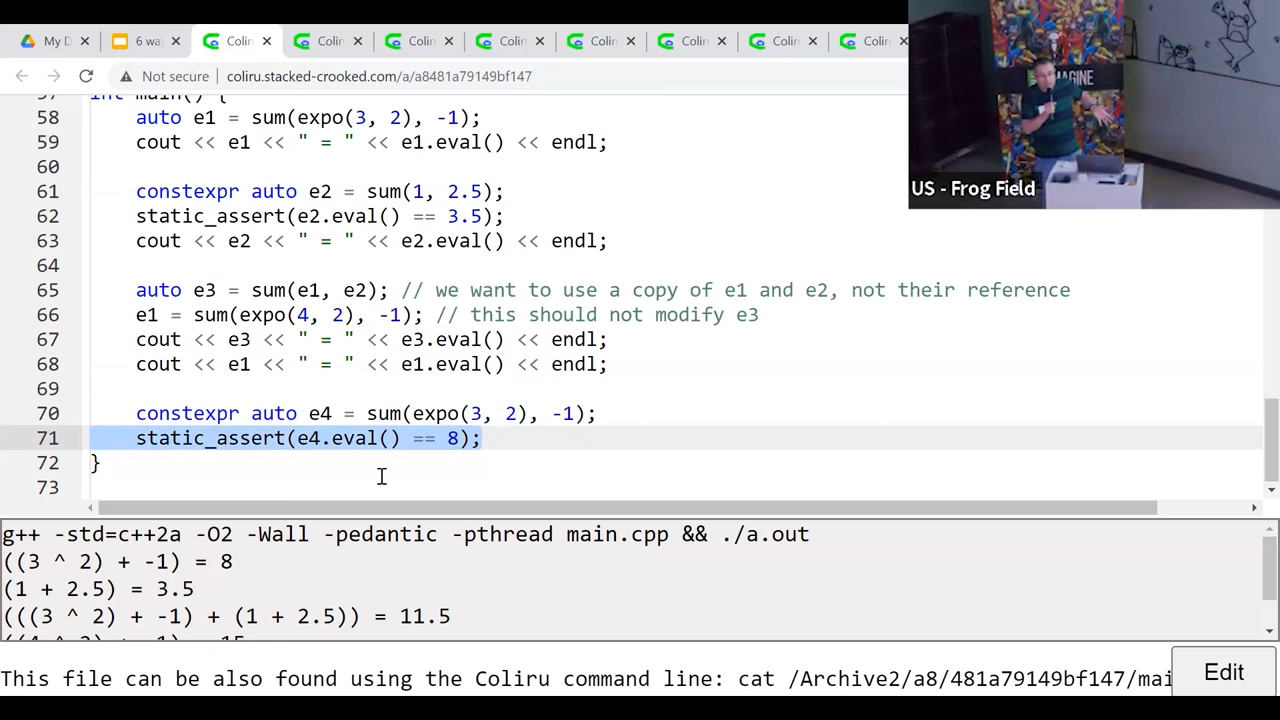 My D
6 wa
Coliru
Coliru
Coliru
Coliru
Coliru
Coliru
Coliru
Coliru
Not secure
coliru.stacked-crooked.com/a/a8481a79149bf147
57 int main() {
58 auto e1 = sum(expo(3, 2), -1);
59 cout << e1 << " = " << e1.eval() << endl;
60
61 constexpr auto e2 = sum(1, 2.5);
62 static_assert(e2.eval() == 3.5);
63 cout << e2 << " = " << e2.eval() << endl;
64
65 auto e3 = sum(e1, e2); // we want to use a copy of e1 and e2, not their reference
66 e1 = sum(expo(4, 2), -1); // this should not modify e3
67 cout << e3 << " = " << e3.eval() << endl;
68 cout << e1 << " = " << e1.eval() << endl;
69
70 constexpr auto e4 = sum(expo(3, 2), -1);
71 static_assert(e4.eval() == 8);
72 }
73
g++ -std=c++2a -O2 -Wall -pedantic -pthread main.cpp && ./a.out
((3 ^ 2) + -1) = 8
(1 + 2.5) = 3.5
(((3 ^ 2) + -1) + (1 + 2.5)) = 11.5
((4 ^ 2) + -1) = 15
This file can be also found using the Coliru command line: cat /Archive2/a8/481a79149bf147/mai
Edit
US - Frog Field